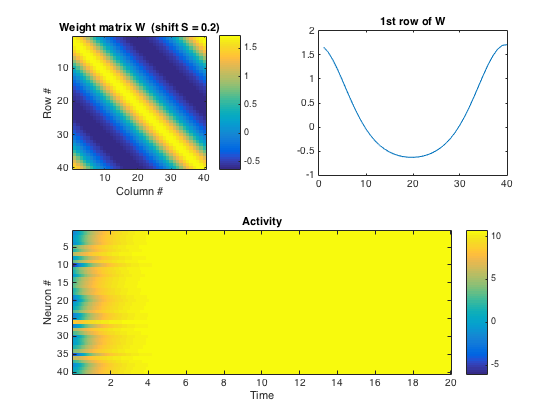 Weight matrix W (shift S = 0.2)
10
20
30
40
Row #
10 20 30 40
Column #
1.5
1
0.5
0
-0.5
1st row of W
2
1.5
1
0.5
0
-0.5
-1
0 10 20 30 40
Activity
5
10
15
20
25
30
35
40
Neuron #
2 4 6 8 10 12 14 16 18 20
Time
10
5
0
-5